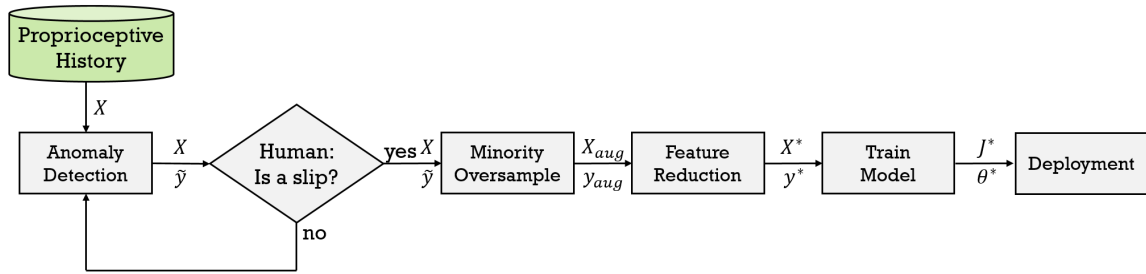 Proprioceptive
History
X
Anomaly
Detection
X
ỹ
Human:
Is a slip?
yes
X
ỹ
no
Minority
Oversample
X_aug
y_aug
Feature
Reduction
X*
y*
Train
Model
J*
θ*
Deployment